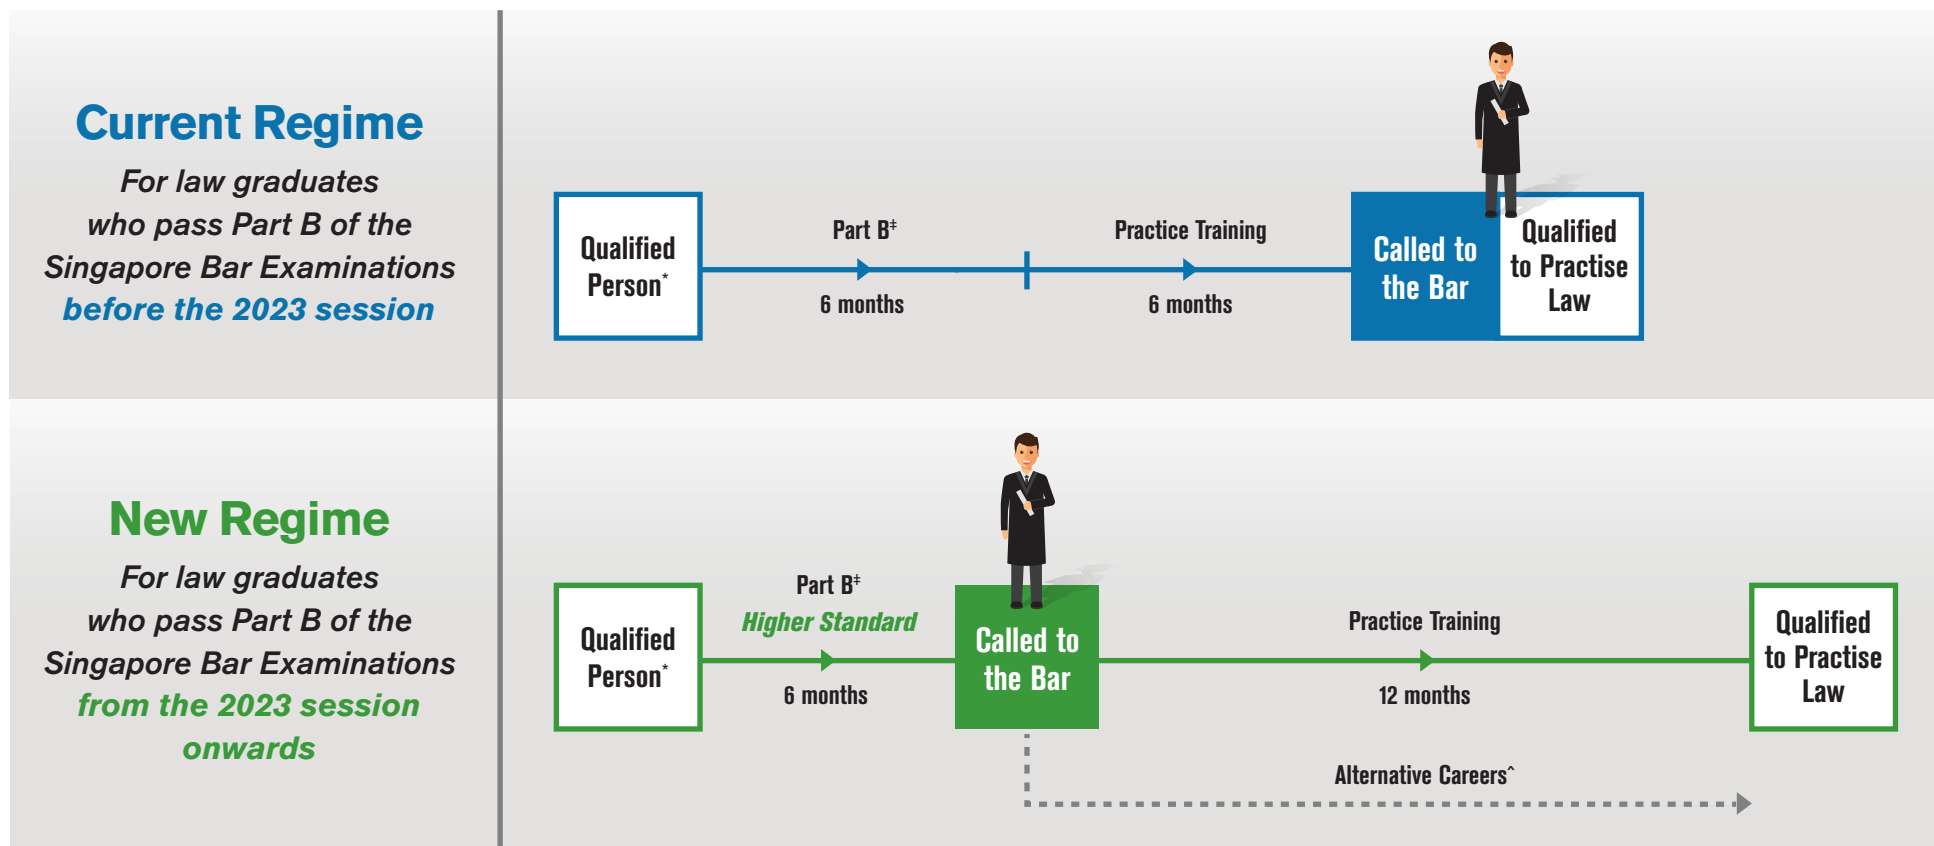 Current Regime
For law graduates
who pass Part B of the
Singapore Bar Examinations
before the 2023 session
Qualified
Person*
Part B‡
6 months
Practice Training
6 months
Called to
the Bar
Qualified
to Practise
Law
New Regime
For law graduates
who pass Part B of the
Singapore Bar Examinations
from the 2023 session
onwards
Qualified
Person*
Part B‡
Higher Standard
6 months
Called to
the Bar
Practice Training
12 months
Qualified
to Practise
Law
Alternative Careers^